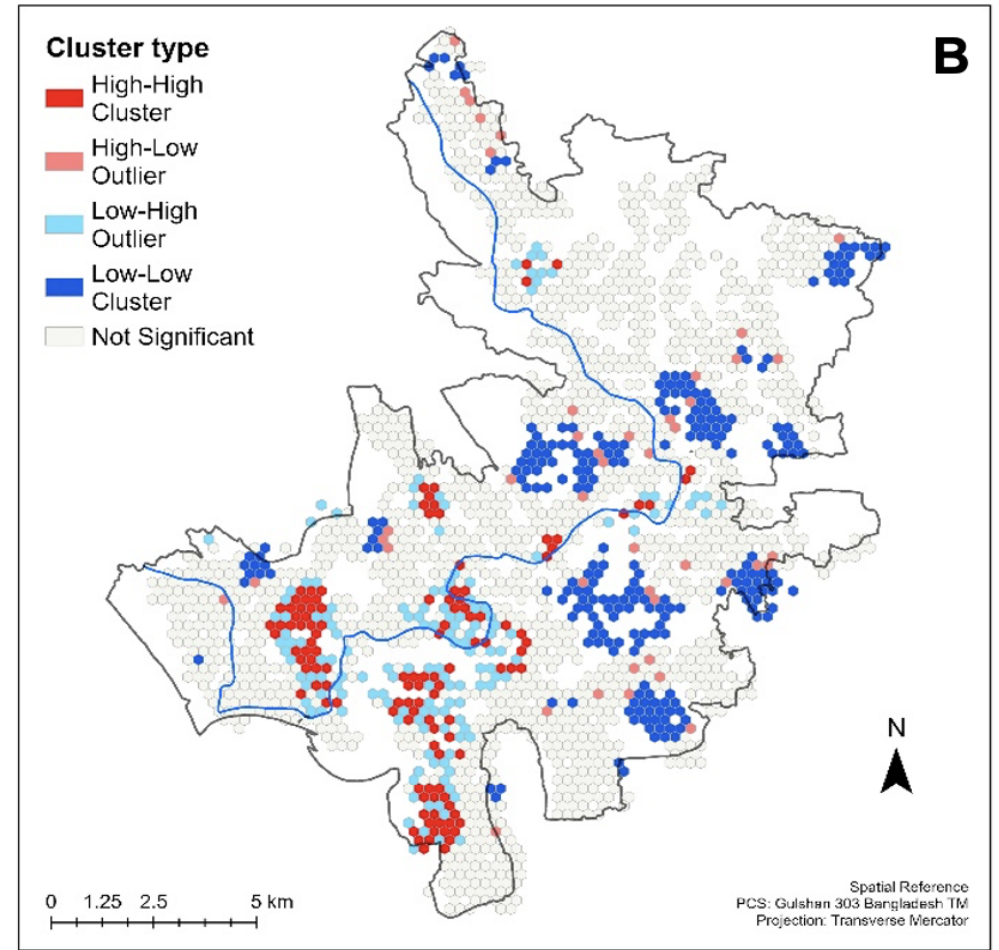 B
Cluster type
High-High
Cluster
High-Low
Outlier
Low-High
Outlier
Low-Low
Cluster
Not Significant
N
0 1.25 2.5 5 km
Spatial Reference
PCS: Gulshan 303 Bangladesh TM
Projection: Transverse Mercator